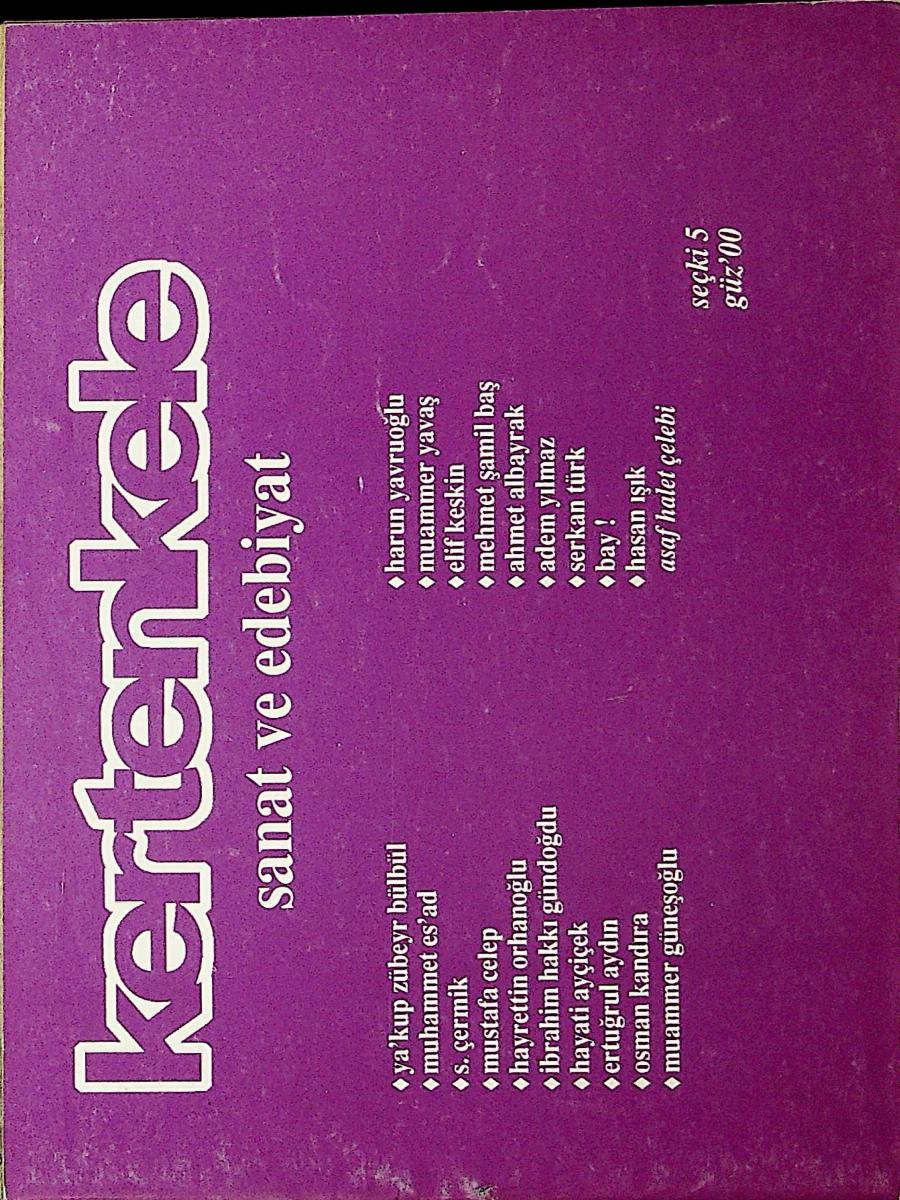 kertenkele
sanat ve edebiyat
♦ ya'kup zübeyr bülbül
♦ muhammet es'ad
♦ s. çermik
♦ mustafa celep
♦ hayrettin orhanoğlu
♦ ibrahim hakkı gündoğdu
♦ hayati ayçiçek
♦ ertuğrul aydın
♦ osman kandıra
♦ muammer güneşoğlu
♦ harun yavruoğlu
♦ muammer yavaş
♦ elif keskin
♦ mehmet şamil baş
♦ ahmet albayrak
♦ adem yılmaz
♦ serkan türk
♦ bay !
♦ hasan ışık
asaf halet çelebi
seçki 5
güz'00